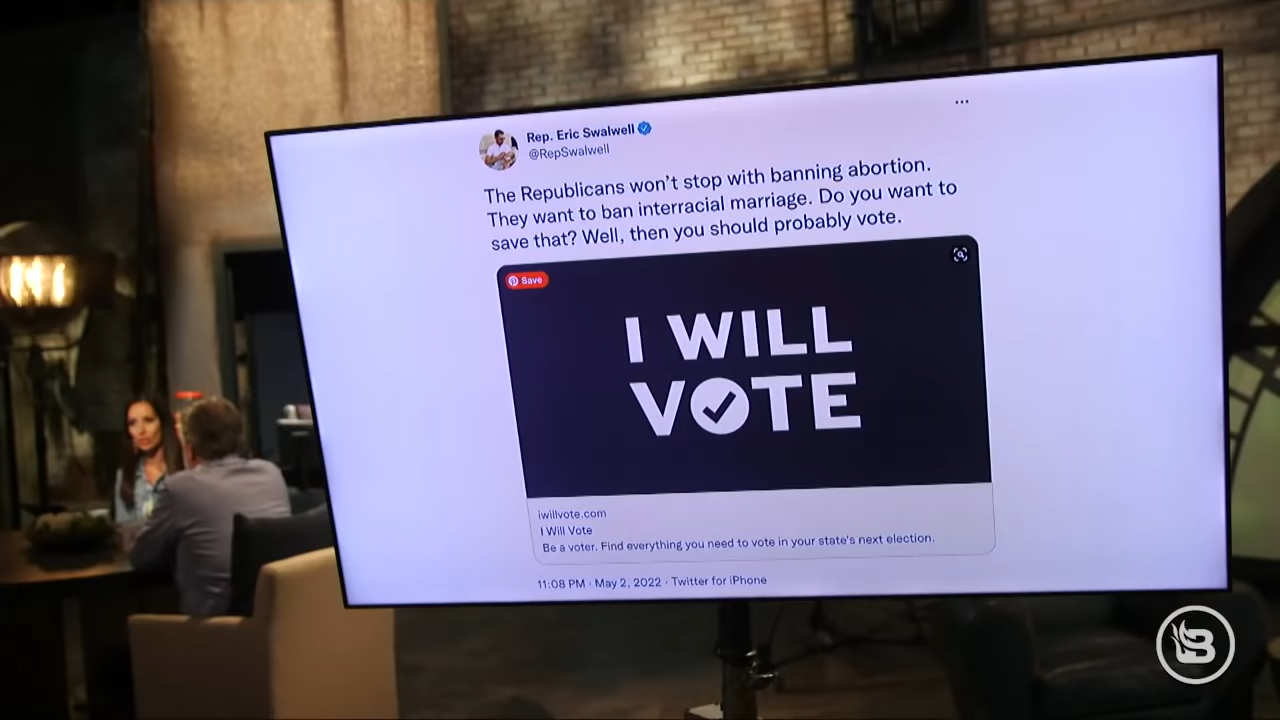 Rep. Eric Swalwell
@RepSwalwell
...
The Republicans won't stop with banning abortion.
They want to ban interracial marriage. Do you want to
save that? Well, then you should probably vote.
Save
I WILL
VOTE
iwillvote.com
I Will Vote
Be a voter. Find everything you need to vote in your state's next election.
11:08 PM · May 2, 2022 · Twitter for iPhone
B